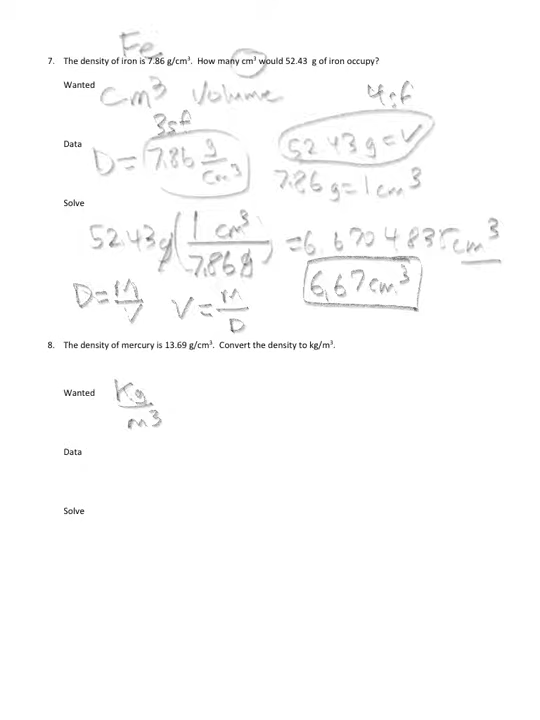 Fe
7. The density of iron is 7.86 g/cm³. How many cm³ would 52.43 g of iron occupy?
Wanted cm³ Volume
3sf 4sf
Data D = 7.86 g/cm³ 52.43 g = V
7.86 g = 1 cm³
Solve
52.43 g (1 cm³/7.86 g) = 6.6704835 cm³
D = M/V V = M/D 6.67 cm³
8. The density of mercury is 13.69 g/cm³. Convert the density to kg/m³.
Wanted Kg/m³
Data
Solve